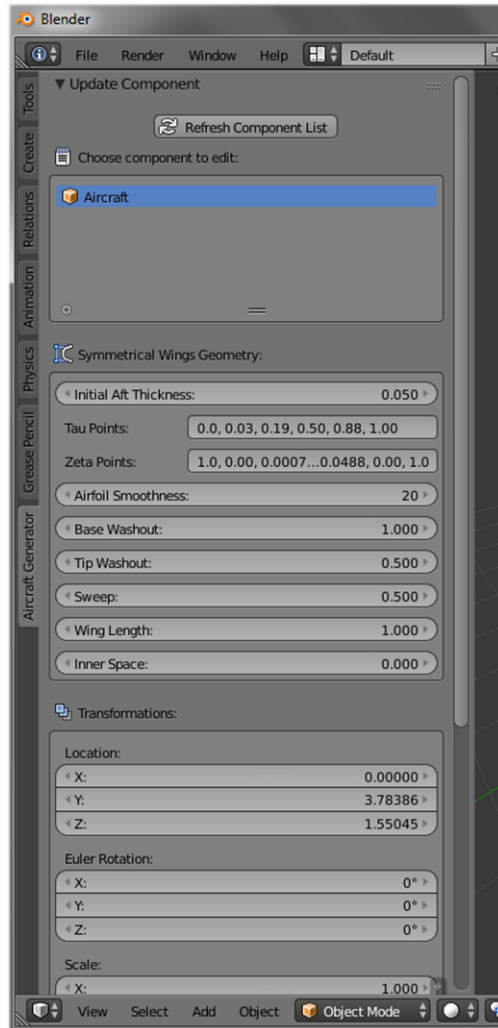 Blender
File Render Window Help Default
Tools
Create
Relations
Animation
Physics
Grease Pencil
Aircraft Generator
Update Component
Refresh Component List
Choose component to edit:
Aircraft
Symmetrical Wings Geometry:
Initial Aft Thickness: 0.050
Tau Points: 0.0, 0.03, 0.19, 0.50, 0.88, 1.00
Zeta Points: 1.0, 0.00, 0.0007...0.0488, 0.00, 1.0
Airfoil Smoothness: 20
Base Washout: 1.000
Tip Washout: 0.500
Sweep: 0.500
Wing Length: 1.000
Inner Space: 0.000
Transformations:
Location:
X: 0.00000
Y: 3.78386
Z: 1.55045
Euler Rotation:
X: 0°
Y: 0°
Z: 0°
Scale:
X: 1.000
View Select Add Object Object Mode